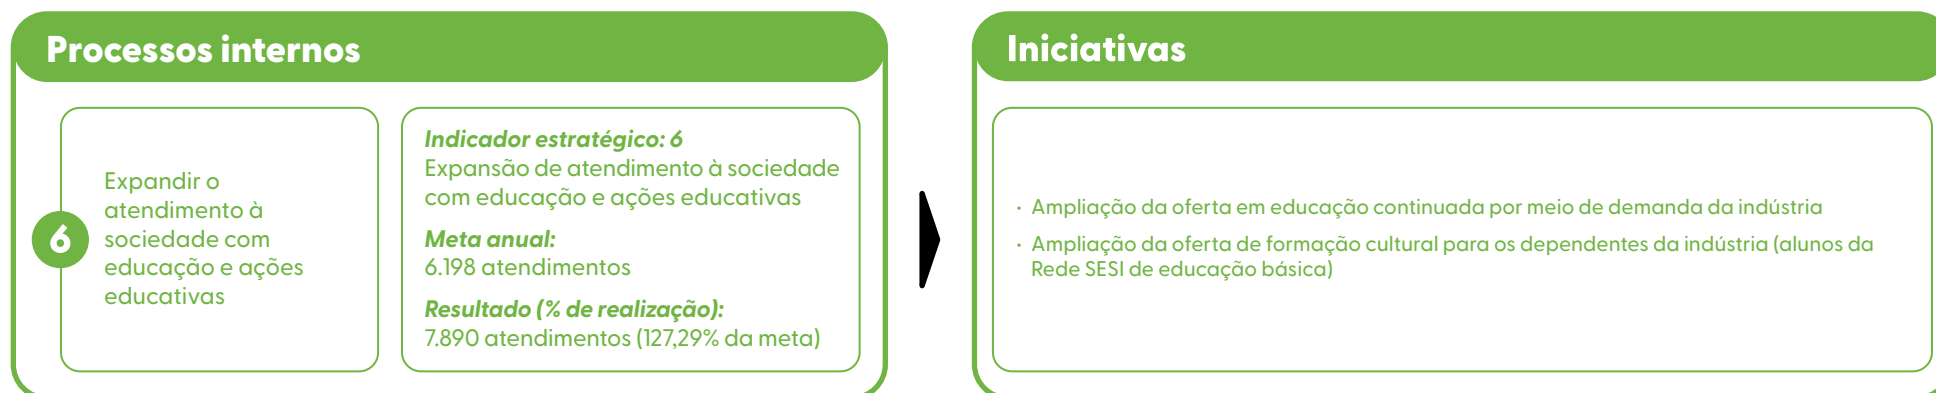 Processos internos
6
Expandir o
atendimento à
sociedade com
educação e ações
educativas
Indicador estratégico: 6
Expansão de atendimento à sociedade
com educação e ações educativas
Meta anual:
6.198 atendimentos
Resultado (% de realização):
7.890 atendimentos (127,29% da meta)
Iniciativas
· Ampliação da oferta em educação continuada por meio de demanda da indústria
· Ampliação da oferta de formação cultural para os dependentes da indústria (alunos da
Rede SESI de educação básica)